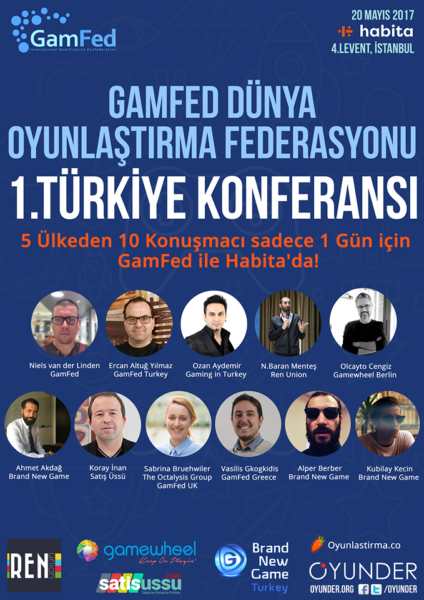 GamFed
International Gamification Confederation
20 MAYIS 2017
habita
4.LEVENT, İSTANBUL
GAMFED DÜNYA
OYUNLAŞTIRMA FEDERASYONU
1.TÜRKİYE KONFERANSI
5 Ülkeden 10 Konuşmacı sadece 1 Gün için
GamFed ile Habita'da!
Niels van der Linden
GamFed
Ercan Altuğ Yılmaz
GamFed Turkey
Ozan Aydemir
Gaming in Turkey
N.Baran Menteş
Ren Union
Olcayto Cengiz
Gamewheel Berlin
Ahmet Akdağ
Brand New Game
Koray İnan
Satış Üssü
Sabrina Bruehwiler
The Octalysis Group
GamFed UK
Vasilis Gkogkidis
GamFed Greece
Alper Berber
Brand New Game
Kubilay Kecin
Brand New Game
REN
gamewheel
Keep On Playin'
satısussu
Brand
New
Game
Turkey
Oyunlastirma.co
OYUNDER
OYUNDER.ORG /OYUNDER